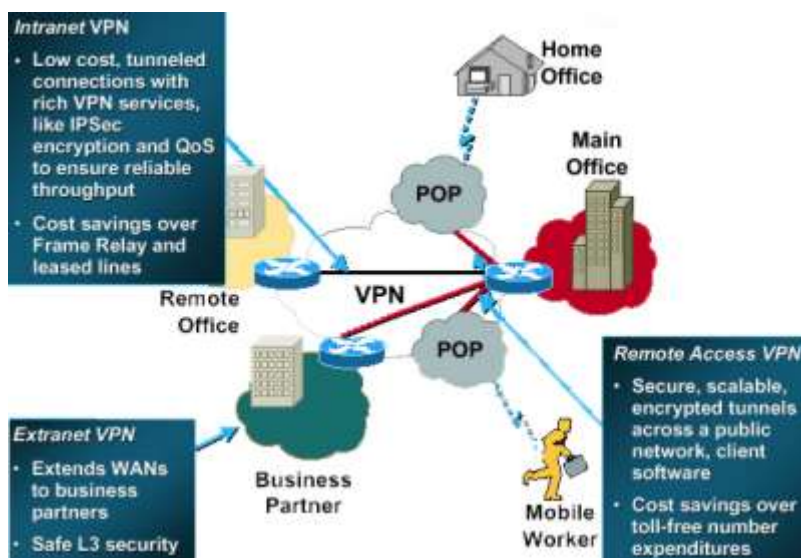 Intranet VPN
• Low cost, tunneled
connections with
rich VPN services,
like IPSec
encryption and QoS
to ensure reliable
throughput
• Cost savings over
Frame Relay and
leased lines
Home
Office
Main
Office
POP
VPN
Remote
Office
POP
Extranet VPN
• Extends WANs
to business
partners
• Safe L3 security
Business
Partner
Mobile
Worker
Remote Access VPN
• Secure, scalable,
encrypted tunnels
across a public
network, client
software
• Cost savings over
toll-free number
expenditures